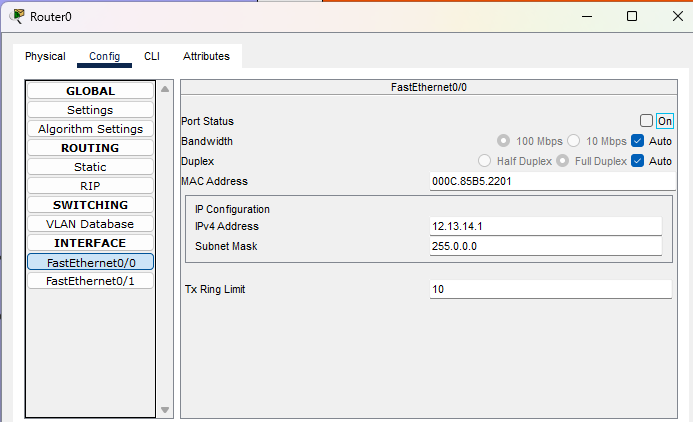 Router0
Physical Config CLI Attributes
GLOBAL
Settings
Algorithm Settings
ROUTING
Static
RIP
SWITCHING
VLAN Database
INTERFACE
FastEthernet0/0
FastEthernet0/1
FastEthernet0/0
Port Status On
Bandwidth 100 Mbps 10 Mbps Auto
Duplex Half Duplex Full Duplex Auto
MAC Address 000C.85B5.2201
IP Configuration
IPv4 Address 12.13.14.1
Subnet Mask 255.0.0.0
Tx Ring Limit 10